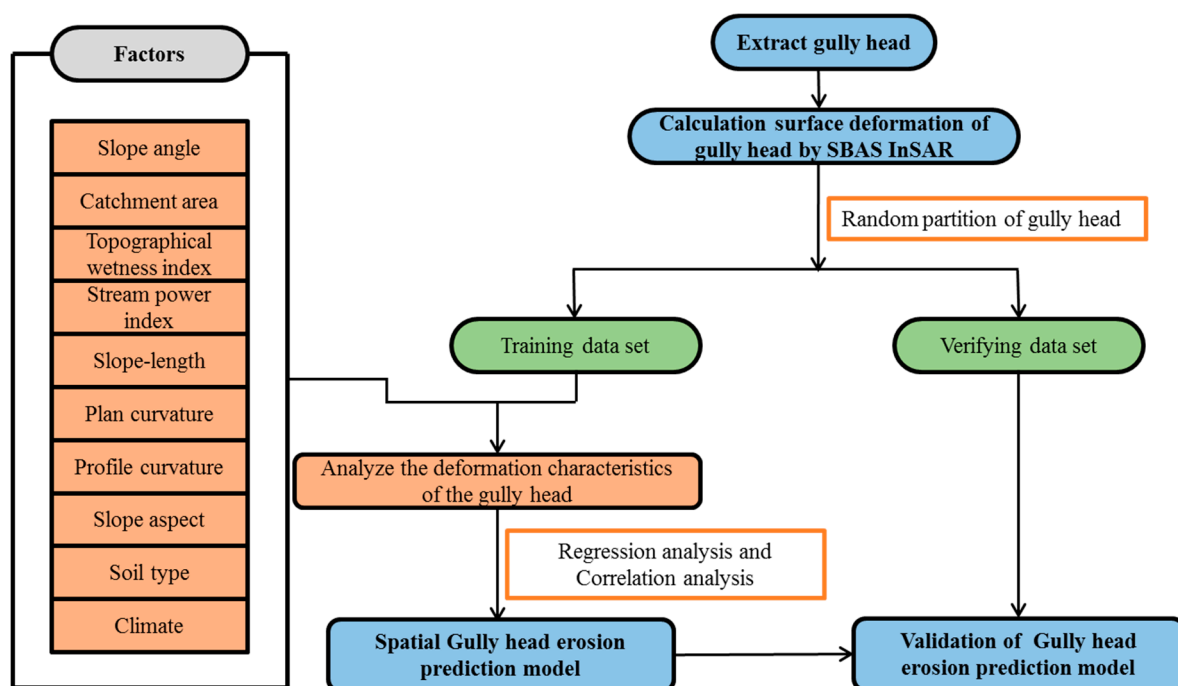 Factors
Slope angle
Catchment area
Topographical
wetness index
Stream power
index
Slope-length
Plan curvature
Profile curvature
Slope aspect
Soil type
Climate
Extract gully head
Calculation surface deformation of
gully head by SBAS InSAR
Random partition of gully head
Training data set
Verifying data set
Analyze the deformation characteristics
of the gully head
Regression analysis and
Correlation analysis
Spatial Gully head erosion
prediction model
Validation of Gully head
erosion prediction model